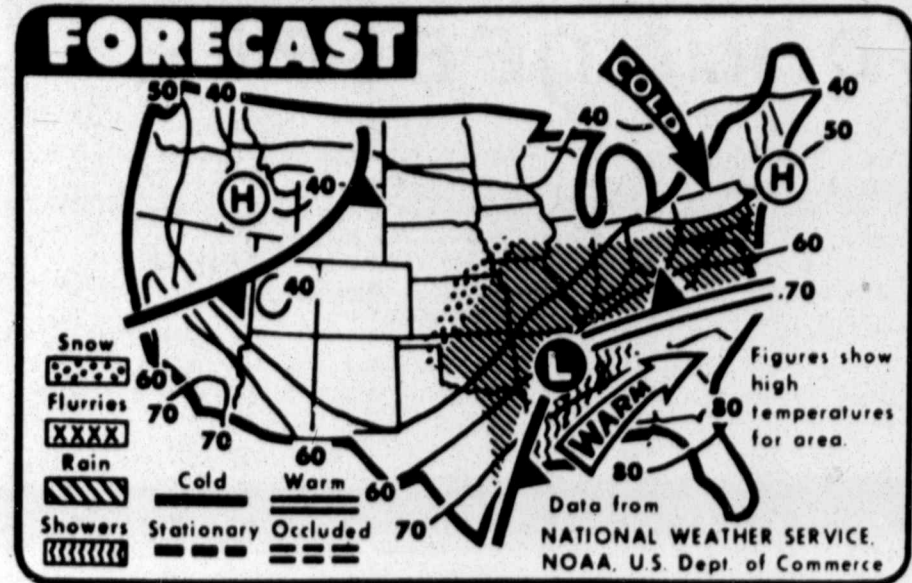 FORECAST
COLD
50 40
40
40
50
H
40
H
40
60
.70
L
WARM
80
80
60
70
70
60
60
70
Snow
Flurries
XXXX
Rain
Showers
Cold
Warm
Stationary
Occluded
Figures show
high
temperatures
for area.
Data from
NATIONAL WEATHER SERVICE,
NOAA, U.S. Dept. of Commerce